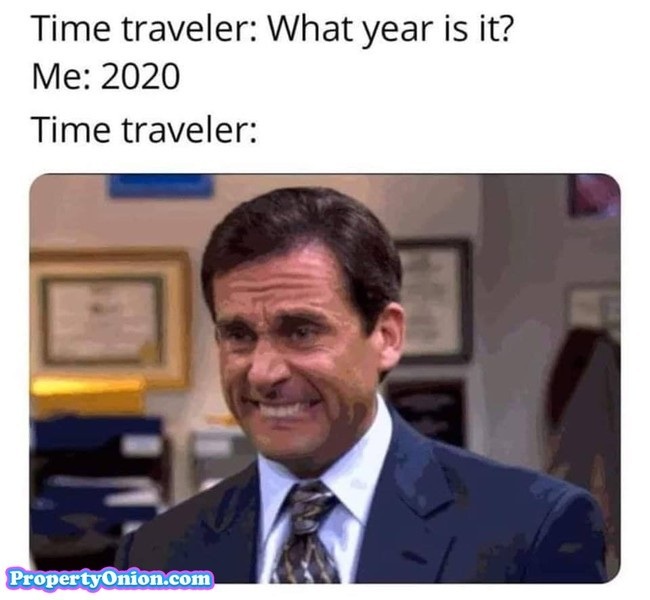 Time traveler: What year is it?
Me: 2020
Time traveler:
PropertyOnion.com